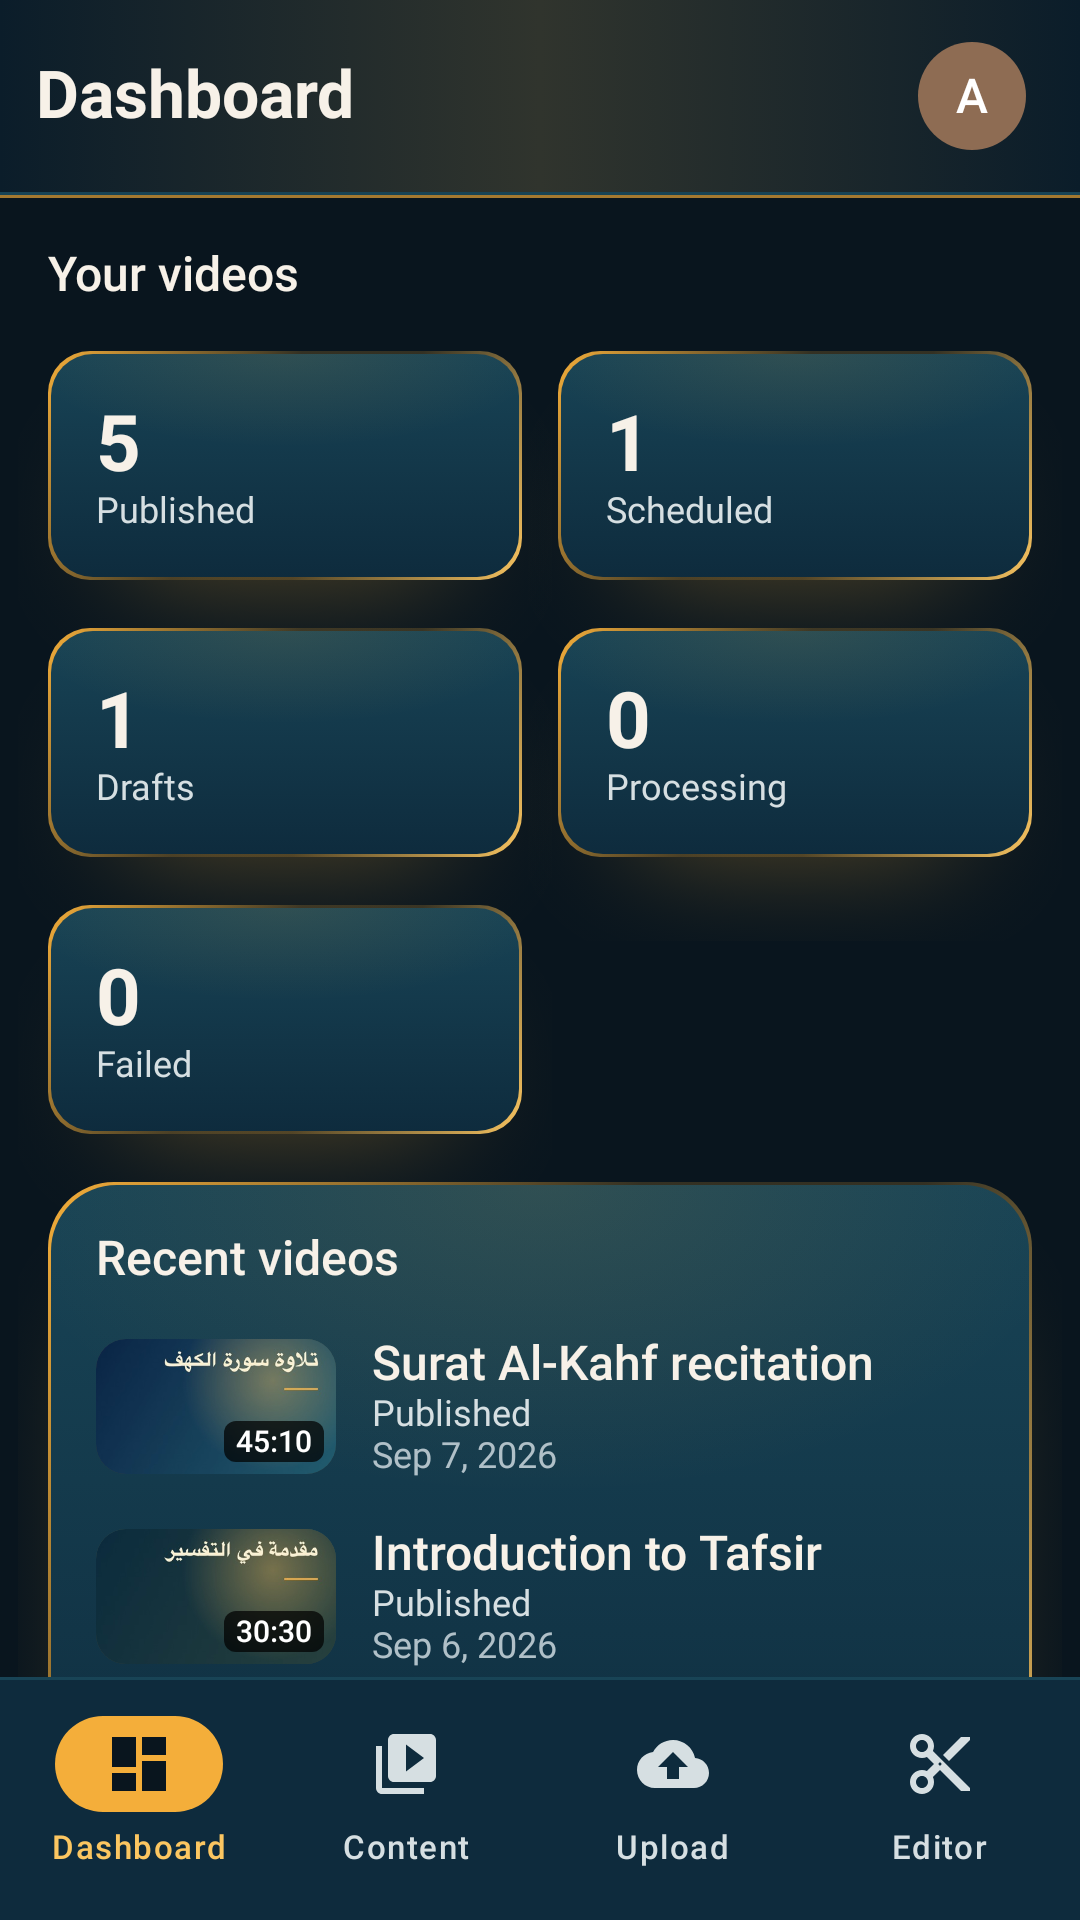 Dashboard
A
Your videos
5
Published
1
Scheduled
1
Drafts
0
Processing
0
Failed
Recent videos
تلاوة سورة الكهف
45:10
Surat Al-Kahf recitation
Published
Sep 7, 2026
مقدمة في التفسير
30:30
Introduction to Tafsir
Published
Sep 6, 2026
Dashboard
Content
Upload
Editor